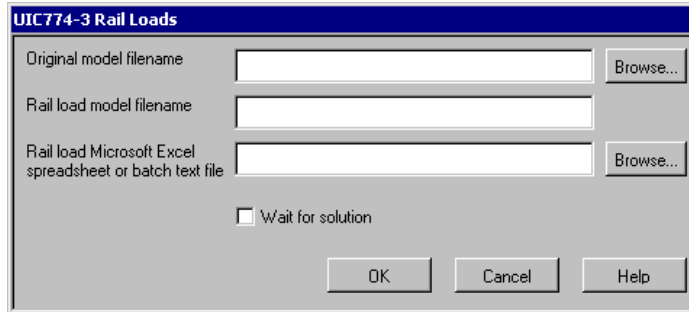 UIC774-3 Rail Loads
Original model filename
Browse...
Rail load model filename
Rail load Microsoft Excel
spreadsheet or batch text file
Browse...
Wait for solution
OK Cancel Help